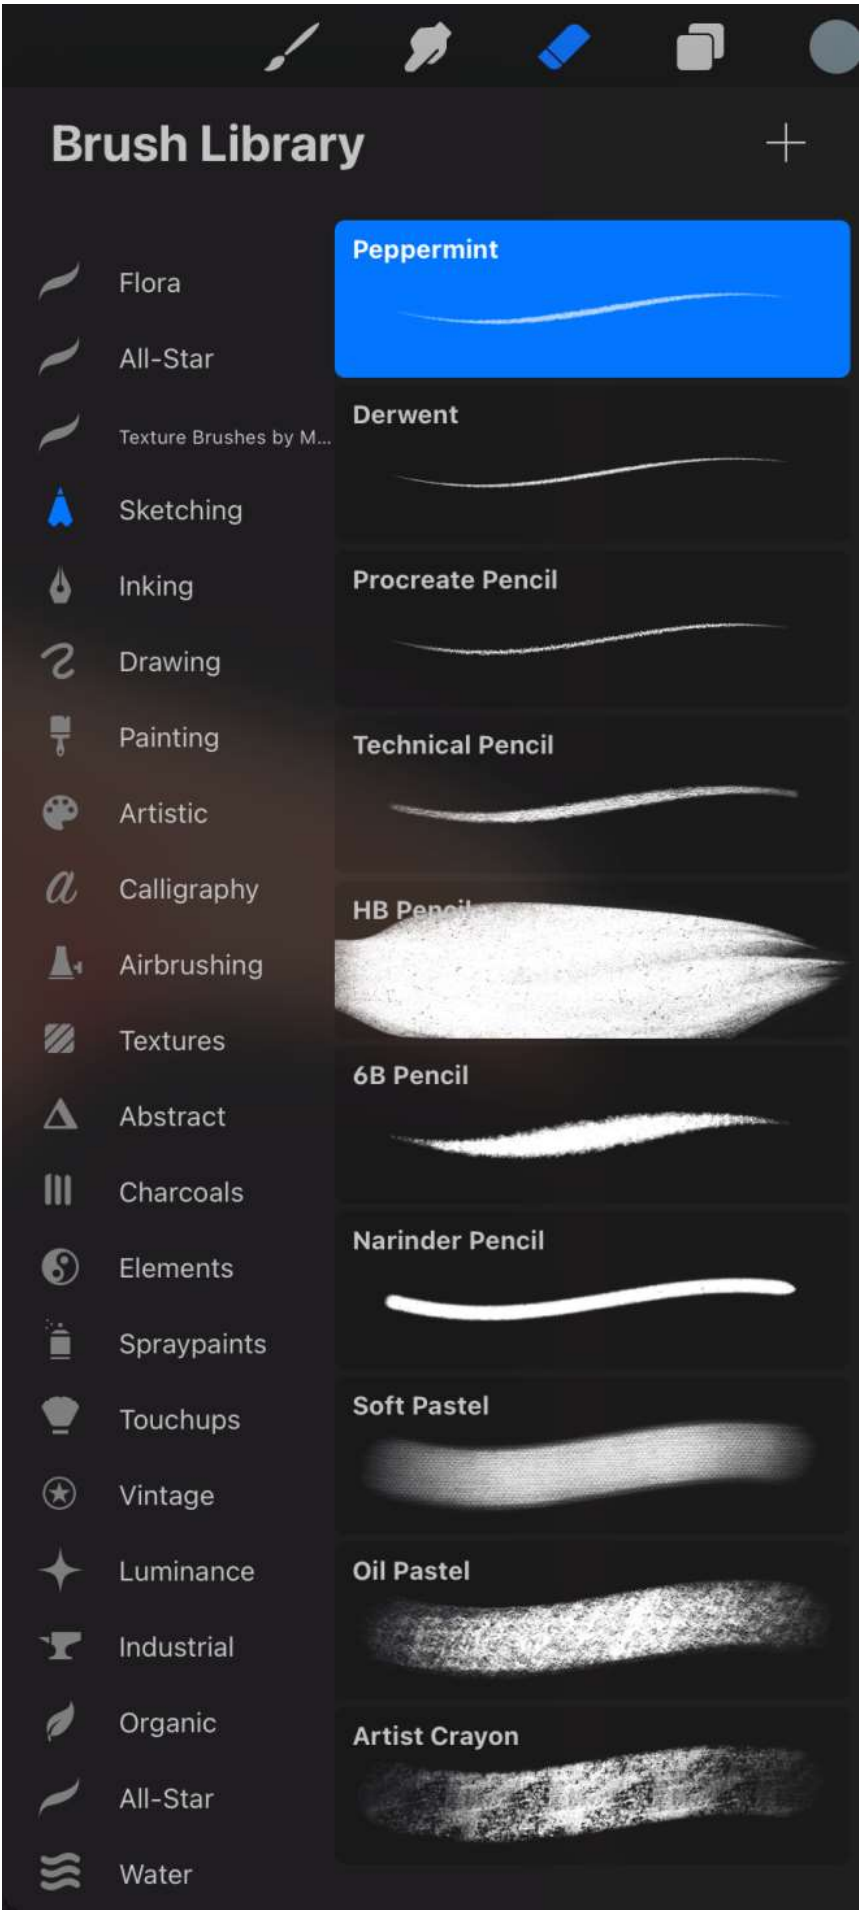 Brush Library
Flora
All-Star
Texture Brushes by M...
Sketching
Inking
Drawing
Painting
Artistic
Calligraphy
Airbrushing
Textures
Abstract
Charcoals
Elements
Spraypaints
Touchups
Vintage
Luminance
Industrial
Organic
All-Star
Water
Peppermint
Derwent
Procreate Pencil
Technical Pencil
HB Pencil
6B Pencil
Narinder Pencil
Soft Pastel
Oil Pastel
Artist Crayon